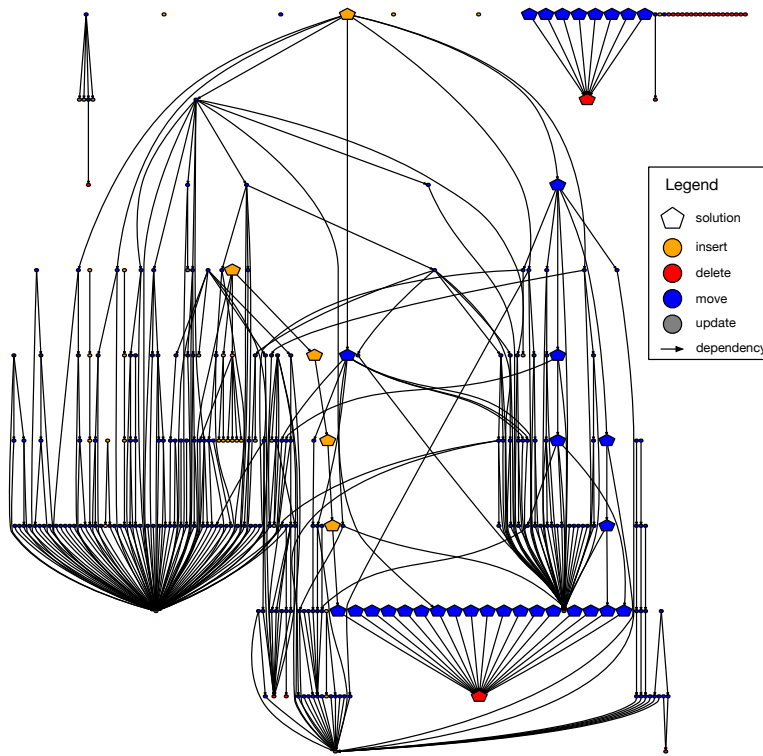 Legend
solution
insert
delete
move
update
dependency